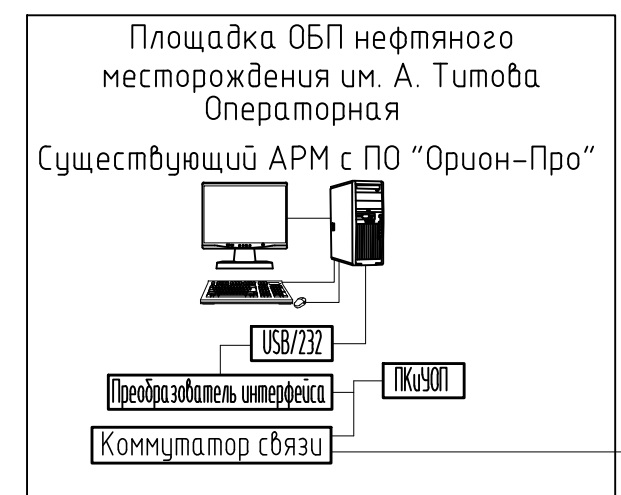 Площадка ОБП нефтяного
месторождения им. А. Титова
Операторная
Существующий АРМ с ПО "Орион-Про"
USB/232
Преобразователь интерфейса
ПКиУОП
Коммутатор связи